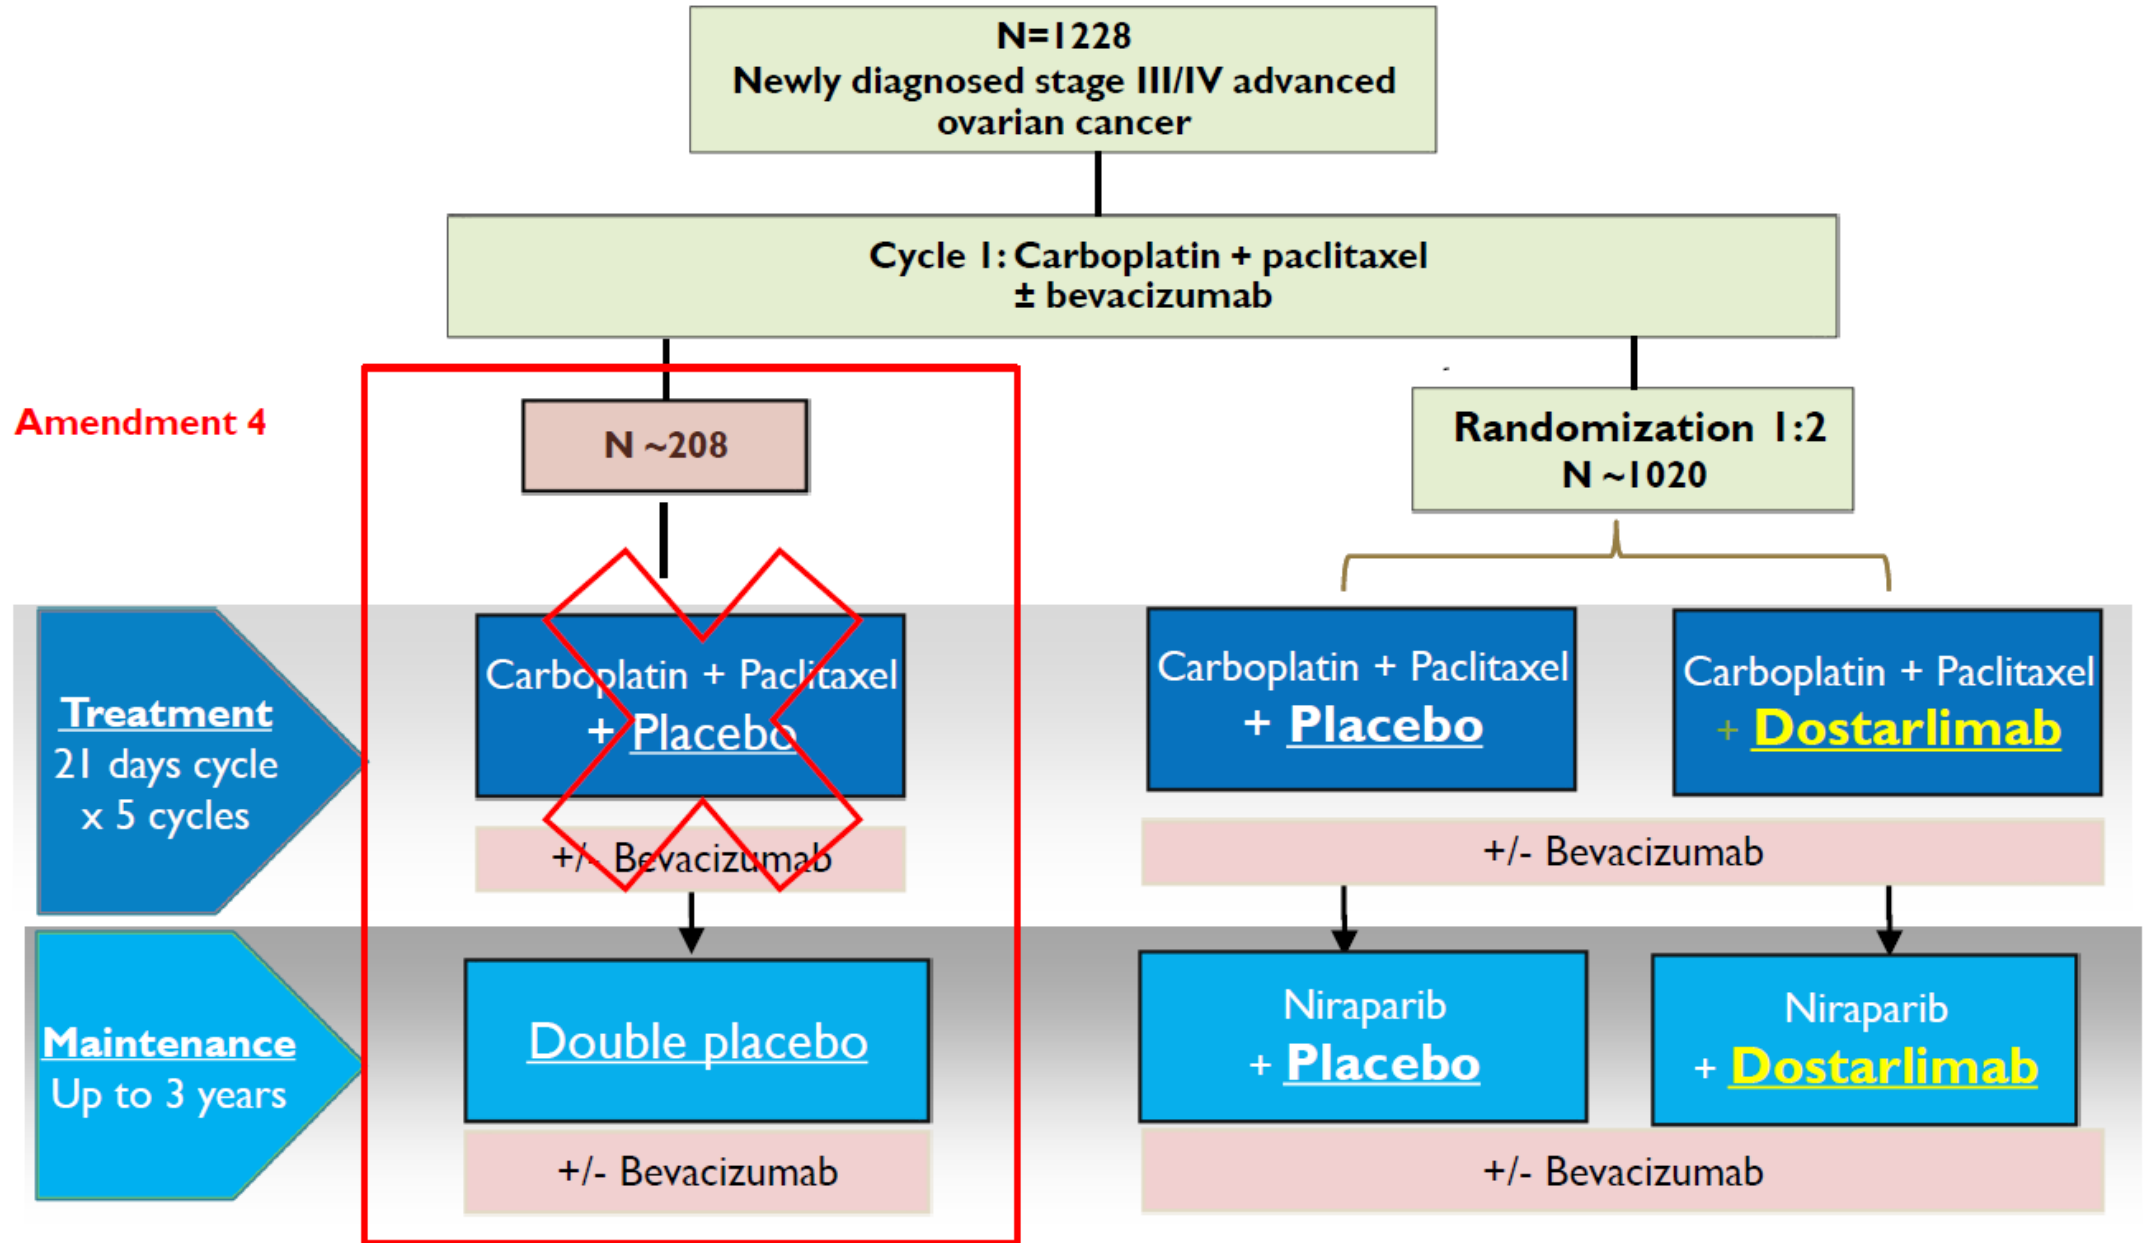 N=1228
Newly diagnosed stage III/IV advanced
ovarian cancer
Cycle 1: Carboplatin + paclitaxel
± bevacizumab
Amendment 4
N ~208
Randomization 1:2
N ~1020
Treatment
21 days cycle
x 5 cycles
Carboplatin + Paclitaxel
+ Placebo
+/- Bevacizumab
Carboplatin + Paclitaxel
+ Placebo
Carboplatin + Paclitaxel
+ Dostarlimab
+/- Bevacizumab
Maintenance
Up to 3 years
Double placebo
+/- Bevacizumab
Niraparib
+ Placebo
Niraparib
+ Dostarlimab
+/- Bevacizumab